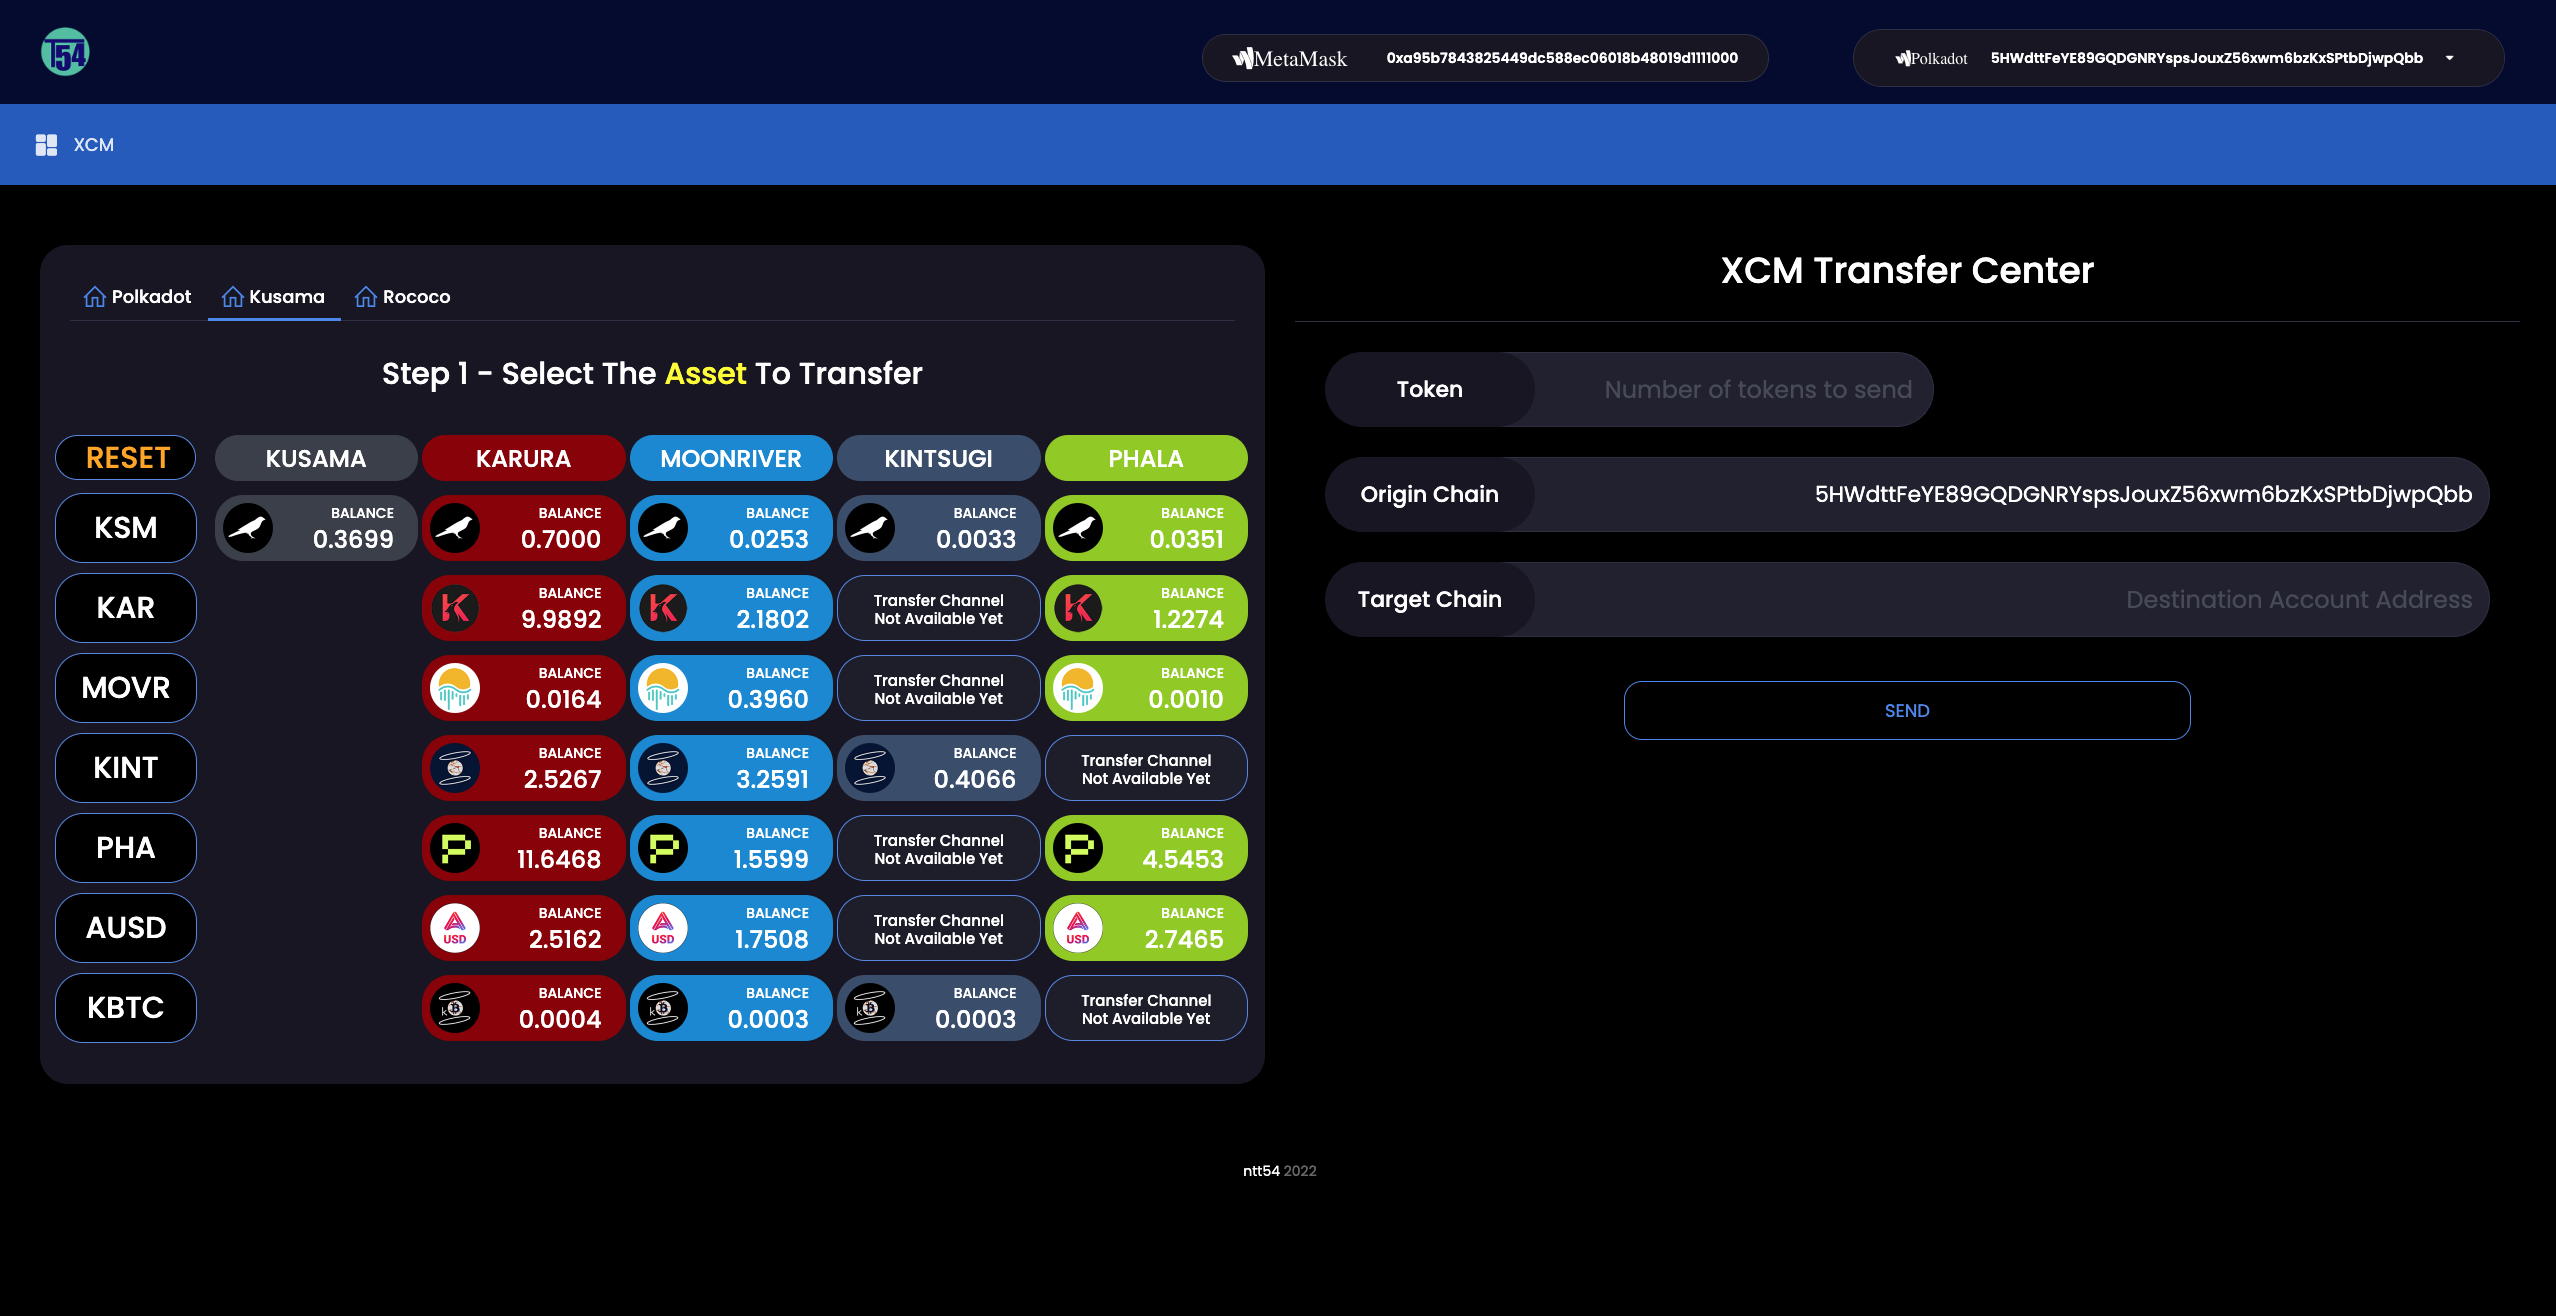 T54
MetaMask 0xa95b7843825449dc588ec06018b48019d1111000
Polkadot 5HWdttFeYE89GQDGNRYspsJouxZ56xwm6bzKxSPtbDjwpQbb
XCM
Polkadot Kusama Rococo
Step 1 - Select The Asset To Transfer
RESET KUSAMA KARURA MOONRIVER KINTSUGI PHALA
KSM
BALANCE BALANCE BALANCE BALANCE BALANCE
0.3699 0.7000 0.0253 0.0033 0.0351
KAR
BALANCE BALANCE Transfer Channel BALANCE
9.9892 2.1802 Not Available Yet 1.2274
MOVR
BALANCE BALANCE Transfer Channel BALANCE
0.0164 0.3960 Not Available Yet 0.0010
KINT
BALANCE BALANCE BALANCE Transfer Channel
2.5267 3.2591 0.4066 Not Available Yet
PHA
BALANCE BALANCE Transfer Channel BALANCE
11.6468 1.5599 Not Available Yet 4.5453
AUSD
BALANCE BALANCE Transfer Channel BALANCE
USD 2.5162 USD 1.7508 Not Available Yet USD 2.7465
KBTC
BALANCE BALANCE BALANCE Transfer Channel
0.0004 0.0003 0.0003 Not Available Yet
XCM Transfer Center
Token Number of tokens to send
Origin Chain 5HWdttFeYE89GQDGNRYspsJouxZ56xwm6bzKxSPtbDjwpQbb
Target Chain Destination Account Address
SEND
ntt54 2022